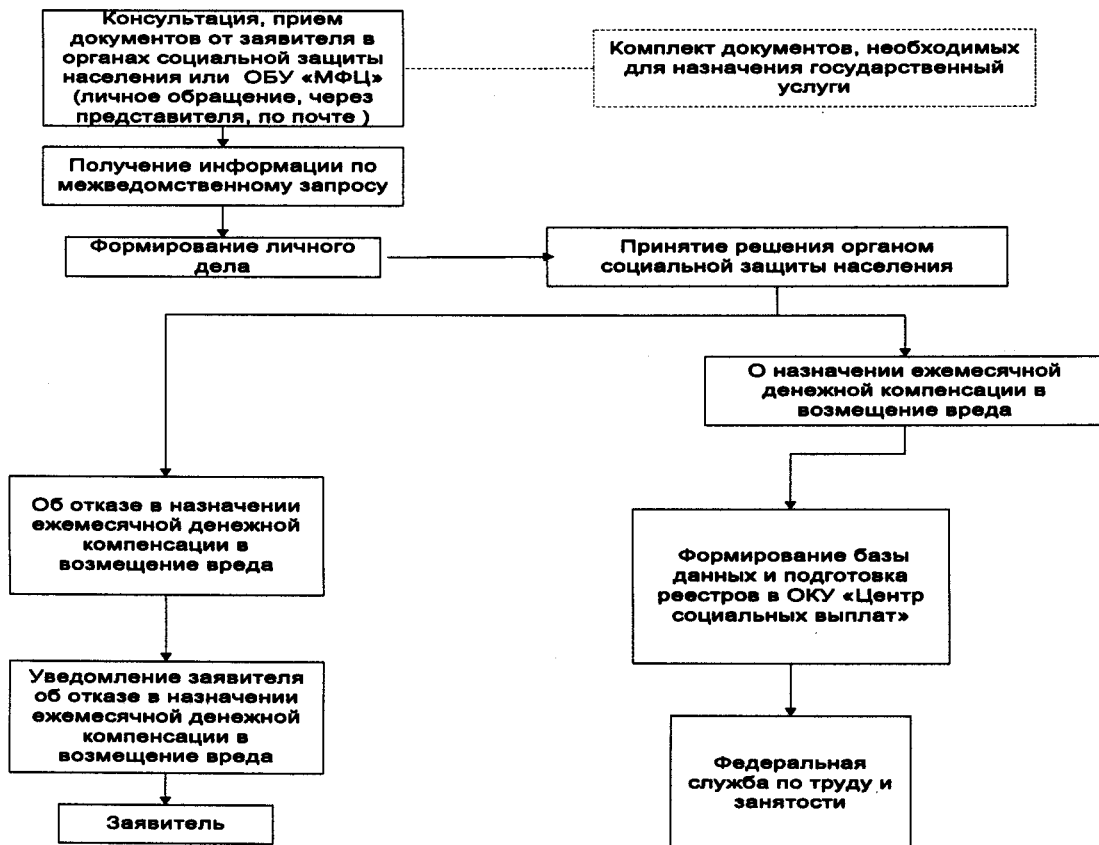 Консультация, прием
документов от заявителя в
органах социальной защиты
населения или ОБУ «МФЦ»
(личное обращение, через
представителя, по почте )
Комплект документов, необходимых
для назначения государственный
услуги
Получение информации по
межведомственному запросу
Формирование личного
дела
Принятие решения органом
социальной защиты населения
О назначении ежемесячной
денежной компенсации в
возмещение вреда
Об отказе в назначении
ежемесячной денежной
компенсации в
возмещение вреда
Формирование базы
данных и подготовка
реестров в ОКУ «Центр
социальных выплат»
Уведомление заявителя
об отказе в назначении
ежемесячной денежной
компенсации в
возмещение вреда
Федеральная
служба по труду и
занятости
Заявитель